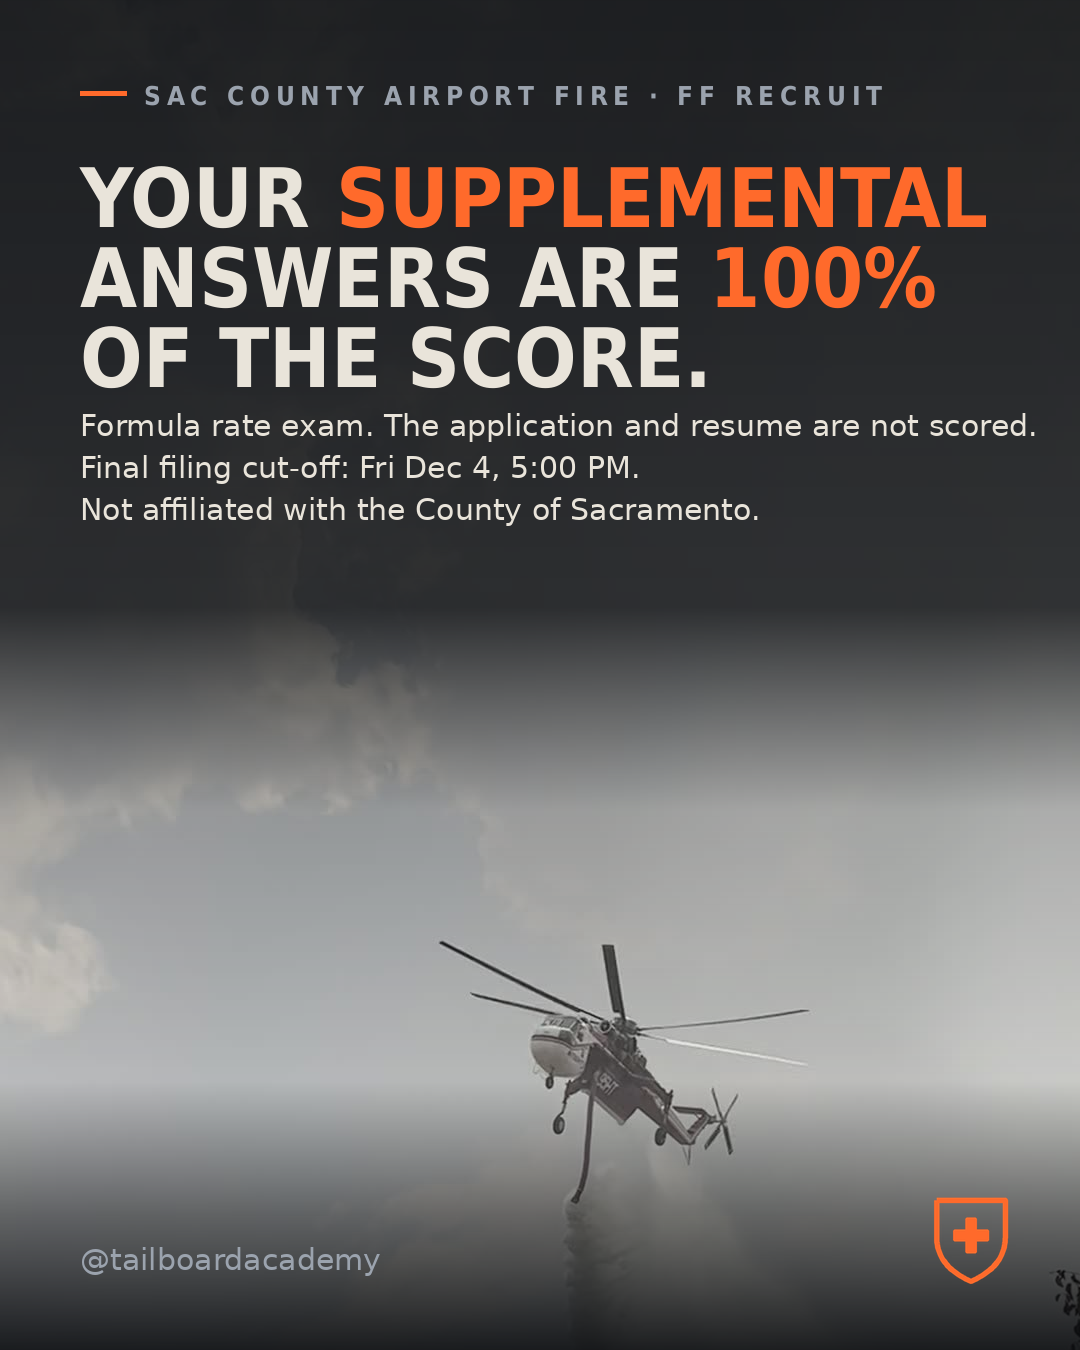 SAC COUNTY AIRPORT FIRE · FF RECRUIT
YOUR SUPPLEMENTAL
ANSWERS ARE 100%
OF THE SCORE.
Formula rate exam. The application and resume are not scored.
Final filing cut-off: Fri Dec 4, 5:00 PM.
Not affiliated with the County of Sacramento.
@tailboardacademy